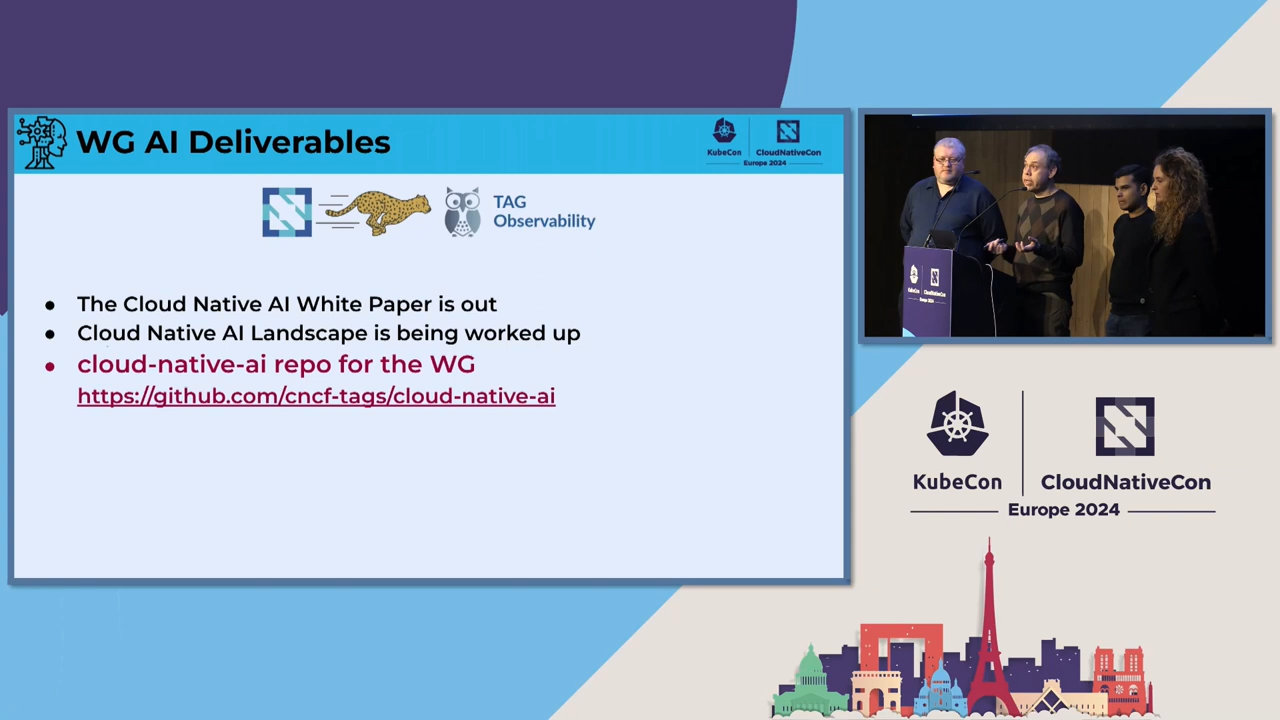 WG AI Deliverables
KubeCon
CloudNativeCon
Europe 2024
TAG
Observability
The Cloud Native AI White Paper is out
Cloud Native AI Landscape is being worked up
cloud-native-ai repo for the WG
https://github.com/cncf-tags/cloud-native-ai
KubeCon
CloudNativeCon
Europe 2024